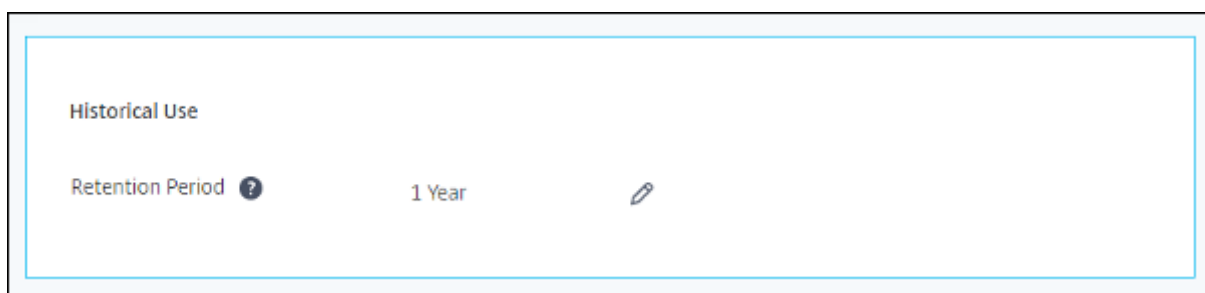 Historical Use
Retention Period ? 1 Year